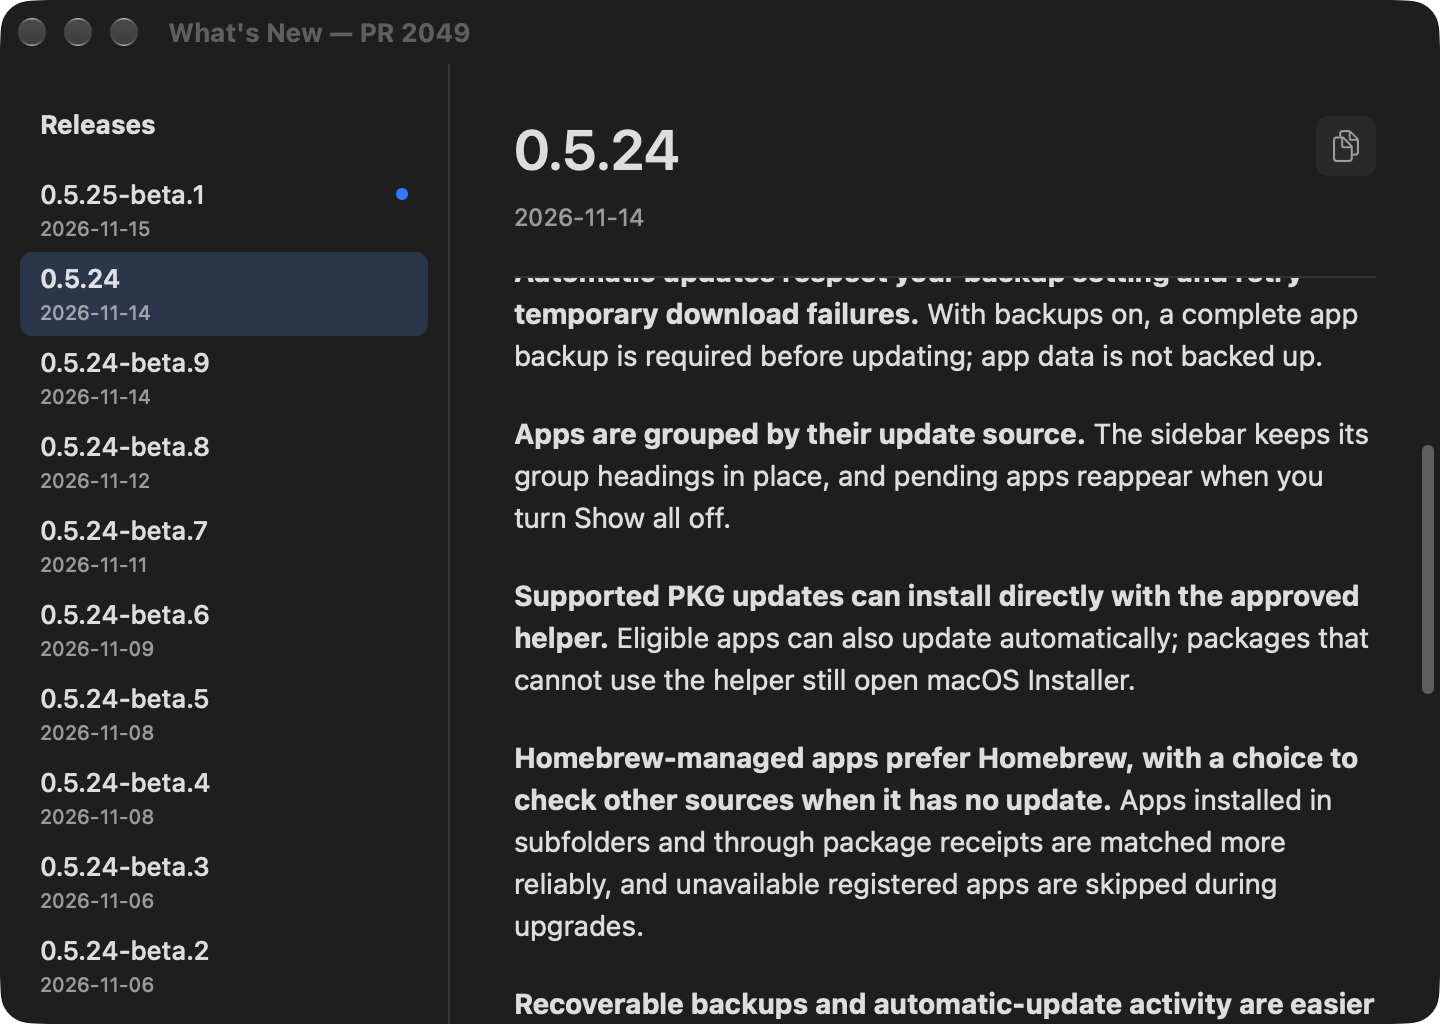 What's New — PR 2049
Releases
0.5.25-beta.1
2026-11-15
0.5.24
2026-11-14
0.5.24-beta.9
2026-11-14
0.5.24-beta.8
2026-11-12
0.5.24-beta.7
2026-11-11
0.5.24-beta.6
2026-11-09
0.5.24-beta.5
2026-11-08
0.5.24-beta.4
2026-11-08
0.5.24-beta.3
2026-11-06
0.5.24-beta.2
2026-11-06
0.5.24
2026-11-14
Automatic updates respect your backup setting and retry
temporary download failures. With backups on, a complete app
backup is required before updating; app data is not backed up.
Apps are grouped by their update source. The sidebar keeps its
group headings in place, and pending apps reappear when you
turn Show all off.
Supported PKG updates can install directly with the approved
helper. Eligible apps can also update automatically; packages that
cannot use the helper still open macOS Installer.
Homebrew-managed apps prefer Homebrew, with a choice to
check other sources when it has no update. Apps installed in
subfolders and through package receipts are matched more
reliably, and unavailable registered apps are skipped during
upgrades.
Recoverable backups and automatic-update activity are easier